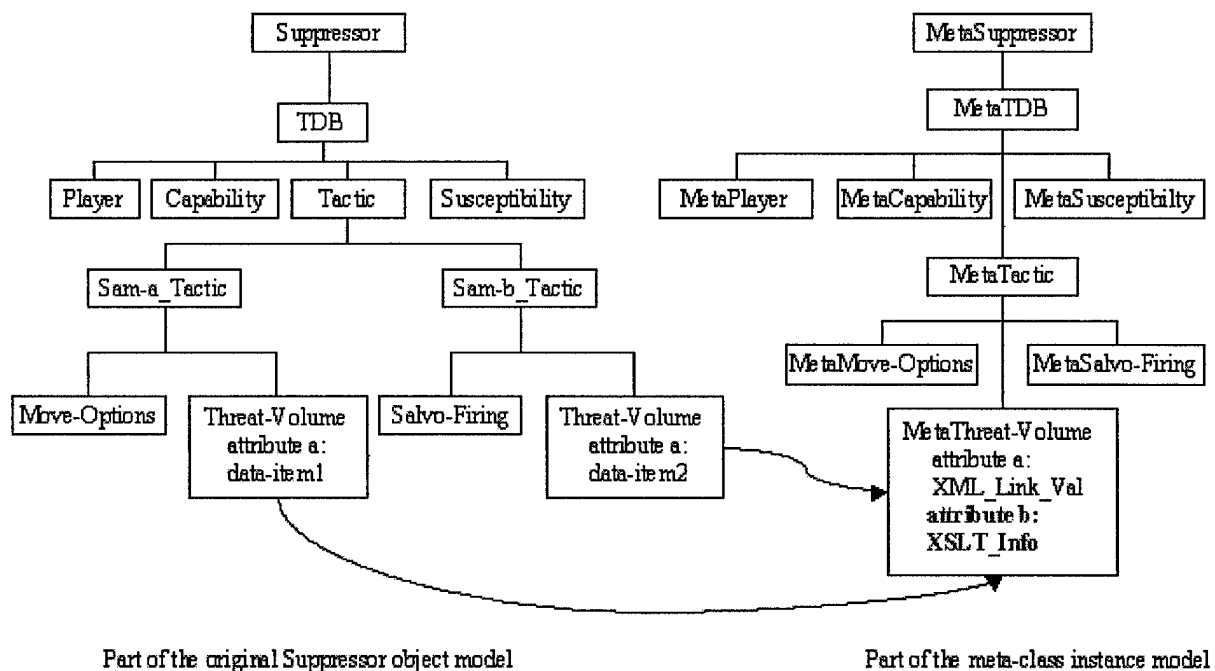 Suppressor
MetaSuppressor
TDB
MetaTDB
Player
Capability
Tactic
Susceptibility
MetaPlayer
MetaCapability
MetaSusceptibilty
Sam-a_Tactic
Sam-b_Tactic
MetaTactic
MetaMove-Options
MetaSalvo-Firing
Move-Options
Threat-Volume
attribute a:
data-item1
Salvo-Firing
Threat-Volume
attribute a:
data-item2
MetaThreat-Volume
attribute a:
XML_Link_Val
attribute b:
XSLT_Info
Part of the original Suppressor object model
Part of the meta-class instance model